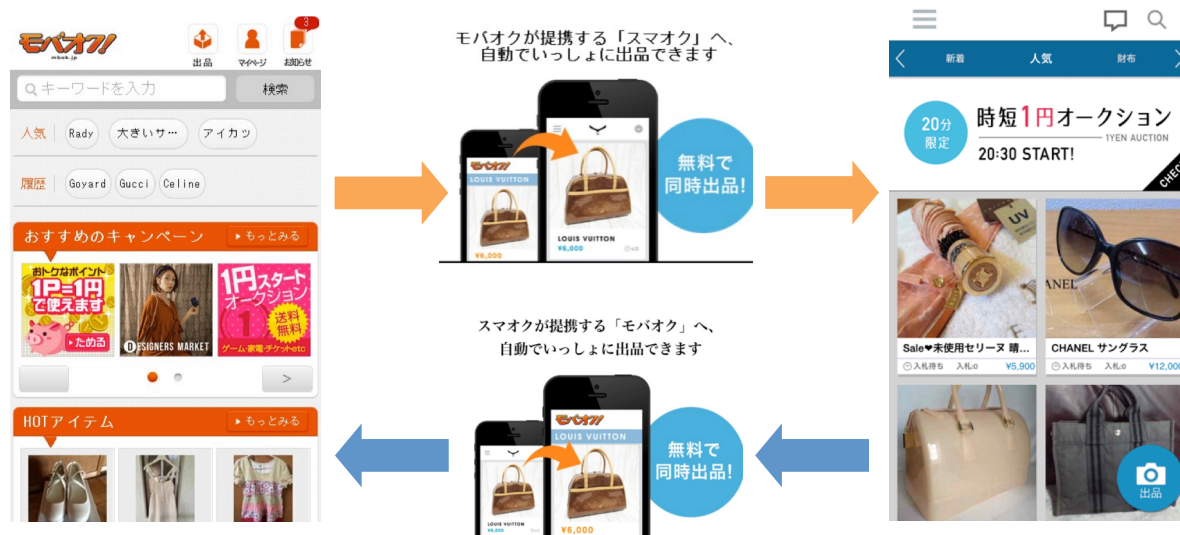 モバオク!
mbok.jp
3
出品
マイページ
お知らせ
キーワードを入力
検索
人気
Rady
大きいサ…
アイカツ
履歴
Goyard
Gucci
Celine
おすすめのキャンペーン
もっとみる
おトクなポイント
1P=1円
で使えます
ためる
DESIGNERS MARKET
1円スタート
オークション
1
送料
無料
ゲーム・家電・チケットetc
>
HOTアイテム
もっとみる
モバオクが提携する「スマオク」へ、
自動でいっしょに出品できます
モバオク!
LOUIS VUITTON
¥6,000
LOUIS VUITTON
¥6,000
無料で
同時出品!
スマオクが提携する「モバオク」へ、
自動でいっしょに出品できます
LOUIS VUITTON
¥6,000
モバオク!
LOUIS VUITTON
¥6,000
無料で
同時出品!
新着
人気
財布
20分
限定
時短1円オークション
1YEN AUCTION
20:30 START!
CHEC
UV
ANEL
Sale❤未使用セリーヌ 晴...
入札待ち
入札:0
¥5,900
CHANEL サングラス
入札待ち
入札:0
¥12,000
出品